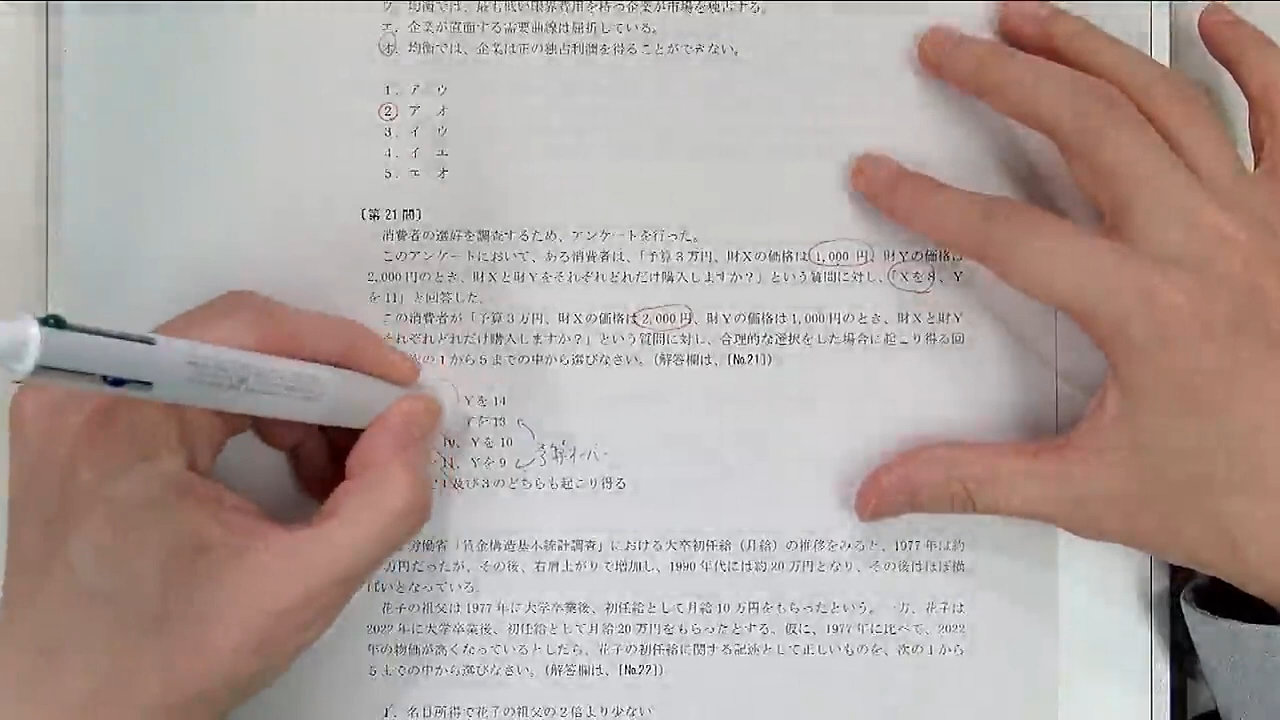 ウ．均衡では、最も低い限界費用を持つ企業が市場を独占する。
エ．企業が直面する需要曲線は屈折している。
オ．均衡では、企業は正の独占利潤を得ることができない。
1．ア　ウ
2　ア　オ
3．イ　ウ
4．イ　エ
5．エ　オ
〔第21問〕
消費者の選好を調査するため、アンケートを行った。
このアンケートにおいて、ある消費者は、「予算３万円、財Ｘの価格は1,000円、財Ｙの価格は
2,000円のとき、財Ｘと財Ｙをそれぞれどれだけ購入しますか？」という質問に対し、「Ｘを8、Ｙ
を11」と回答した。
この消費者が「予算３万円、財Ｘの価格は2,000円、財Ｙの価格は1,000円のとき、財Ｘと財Ｙ
それぞれどれだけ購入しますか？」という質問に対し、合理的な選択をした場合に起こり得る回
の１から５までの中から選びなさい。（解答欄は、［№21］）
Ｙを14
Ｙを13
10、Ｙを10
11、Ｙを9
予算オーバー
及び３のどちらも起こり得る
労働省「賃金構造基本統計調査」における大卒初任給（月給）の推移をみると、1977年は約
万円だったが、その後、右肩上がりで増加し、1990年代には約20万円となり、その後はほぼ横
ばいとなっている。
花子の祖父は1977年に大学卒業後、初任給として月給10万円をもらったという。一方、花子は
2022年に大学卒業後、初任給として月給20万円をもらったとする。仮に、1977年に比べて、2022
年の物価が高くなっているとしたら、花子の初任給に関する記述として正しいものを、次の１から
５までの中から選びなさい。（解答欄は、［№22］）
1．名目所得で花子の祖父の２倍より少ない